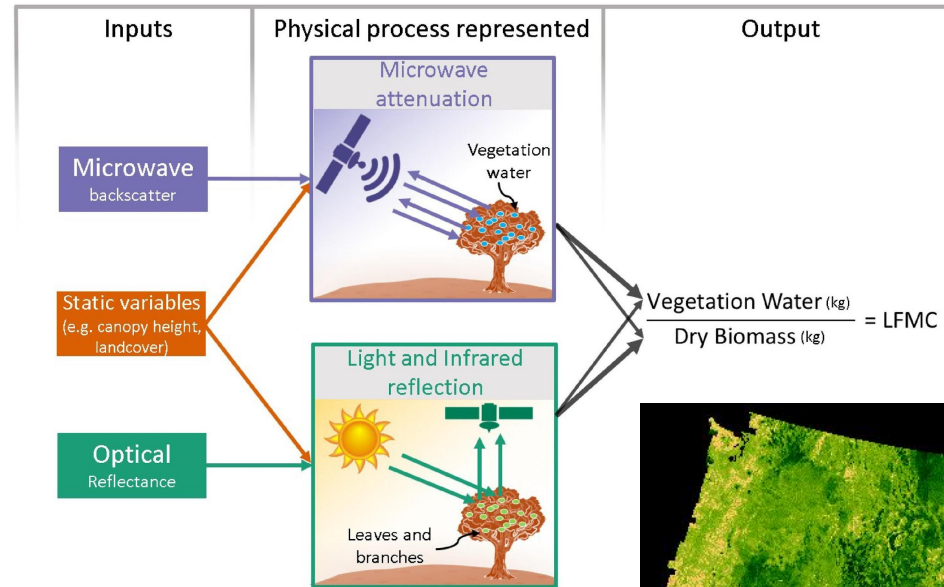 Inputs
Physical process represented
Output
Microwave
attenuation
Vegetation
water
Microwave
backscatter
Static variables
(e.g. canopy height,
landcover)
Vegetation Water (kg)
Dry Biomass (kg)
= LFMC
Light and Infrared
reflection
Optical
Reflectance
Leaves and
branches